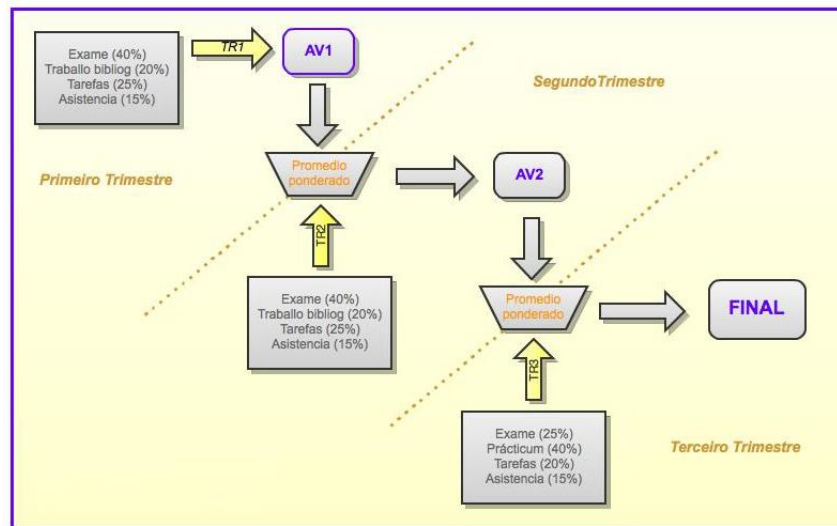 Exame (40%)
Traballo bibliog (20%)
Tarefas (25%)
Asistencia (15%)
TR1
AV1
SegundoTrimestre
Primeiro Trimestre
Promedio
ponderado
AV2
TR2
Exame (40%)
Traballo bibliog (20%)
Tarefas (25%)
Asistencia (15%)
Promedio
ponderado
FINAL
TR3
Exame (25%)
Prácticum (40%)
Tarefas (20%)
Asistencia (15%)
Terceiro Trimestre